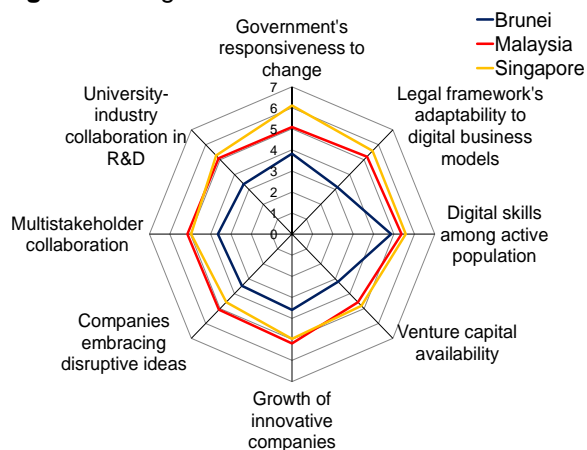 Government's
responsiveness to
change
Brunei
Malaysia
Singapore
University-
industry
collaboration in
R&D
Legal framework's
adaptability to
digital business
models
7
6
5
4
3
2
1
0
Multistakeholder
collaboration
Digital skills
among active
population
Companies
embracing
disruptive ideas
Venture capital
availability
Growth of
innovative
companies